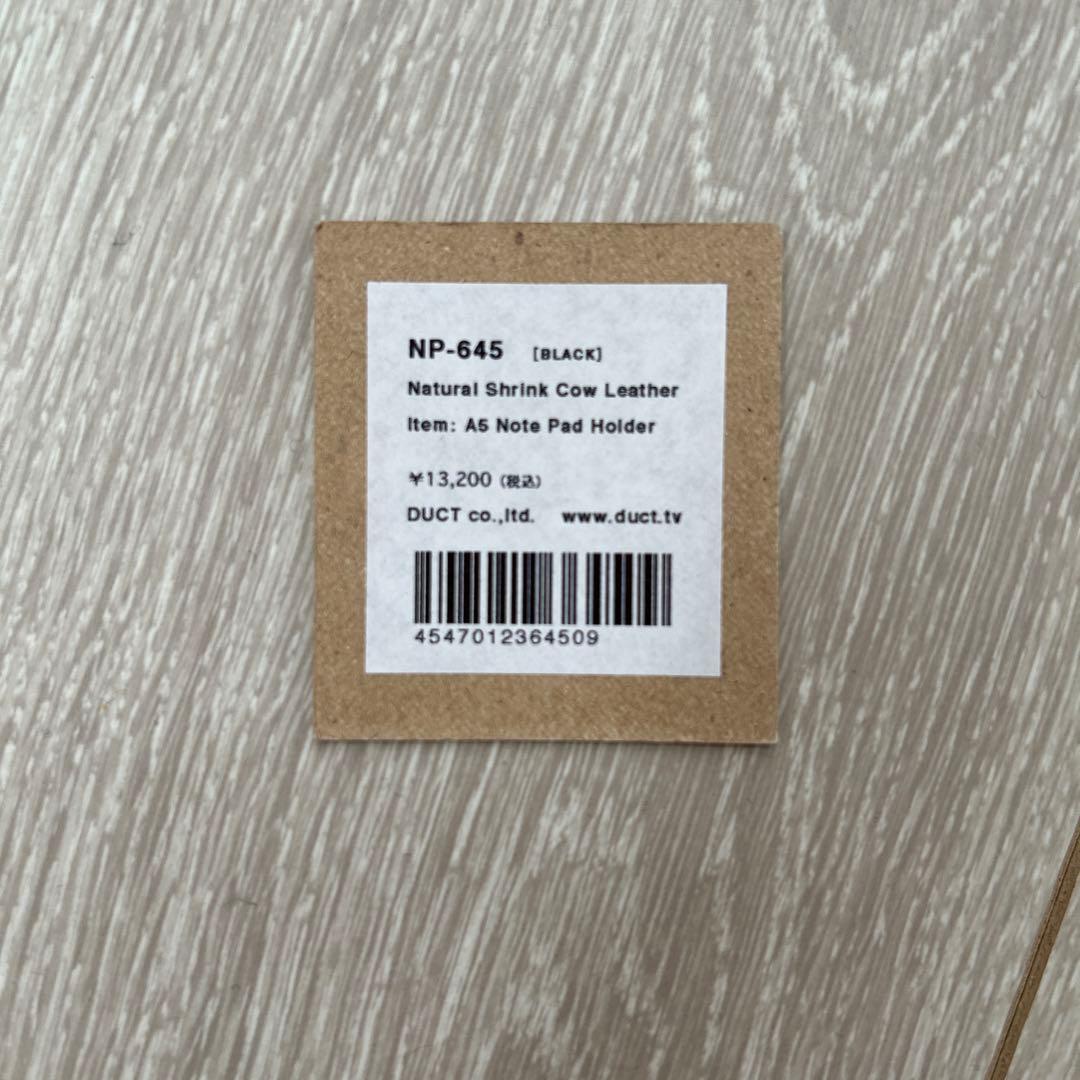 NP-645 [BLACK]
Natural Shrink Cow Leather
Item: A5 Note Pad Holder
¥13,200 (税込)
DUCT co.,ltd. www.duct.tv
4547012364509